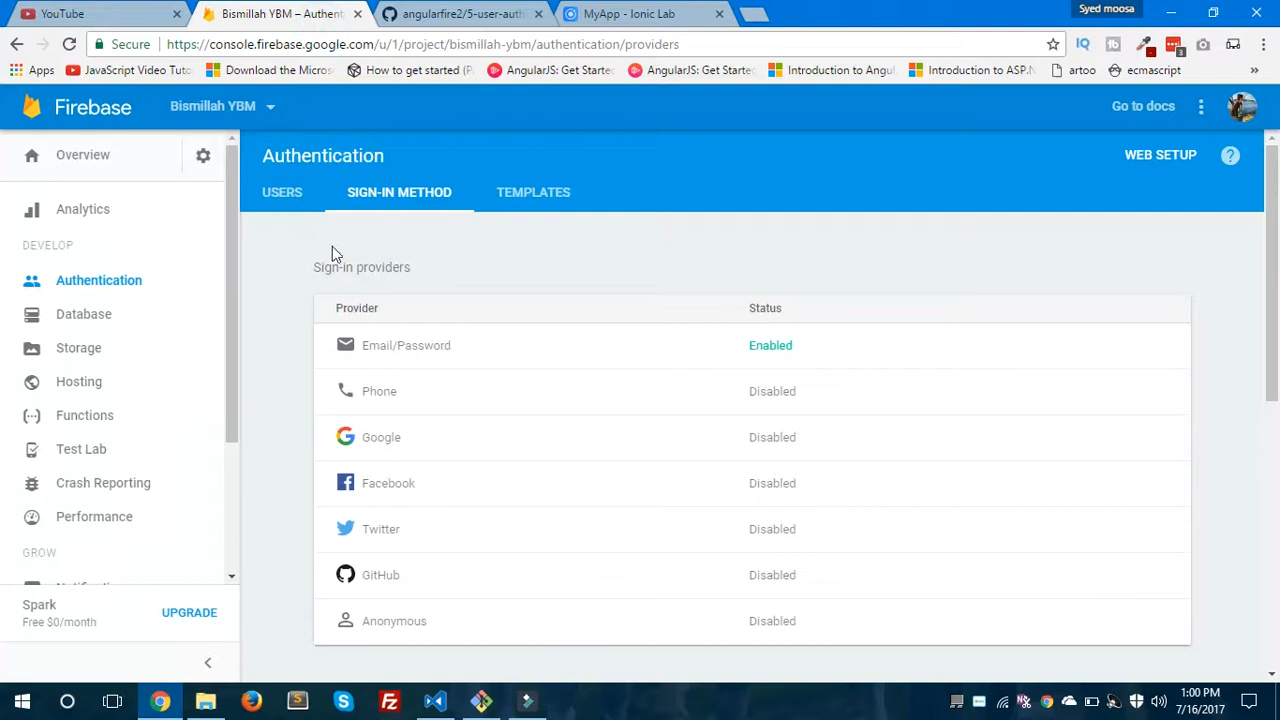 Syed moosa
YouTube
Bismillah YBM – Authent
angularfire2/5-user-auth
MyApp - Ionic Lab
Secure
https://console.firebase.google.com/u/1/project/bismillah-ybm/authentication/providers
Apps
JavaScript Video Tuto
Download the Micros
How to get started (P
AngularJS: Get Starte
AngularJS: Get Starte
Introduction to Angul
Introduction to ASP.N
artoo
ecmascript
Firebase
Bismillah YBM
Go to docs
Overview
Authentication
WEB SETUP
USERS
SIGN-IN METHOD
TEMPLATES
Analytics
DEVELOP
Authentication
Database
Storage
Hosting
Functions
Test Lab
Crash Reporting
Performance
GROW
Spark
Free $0/month
UPGRADE
Sign-in providers
Provider
Status
Email/Password
Enabled
Phone
Disabled
Google
Disabled
Facebook
Disabled
Twitter
Disabled
GitHub
Disabled
Anonymous
Disabled
1:00 PM
7/16/2017